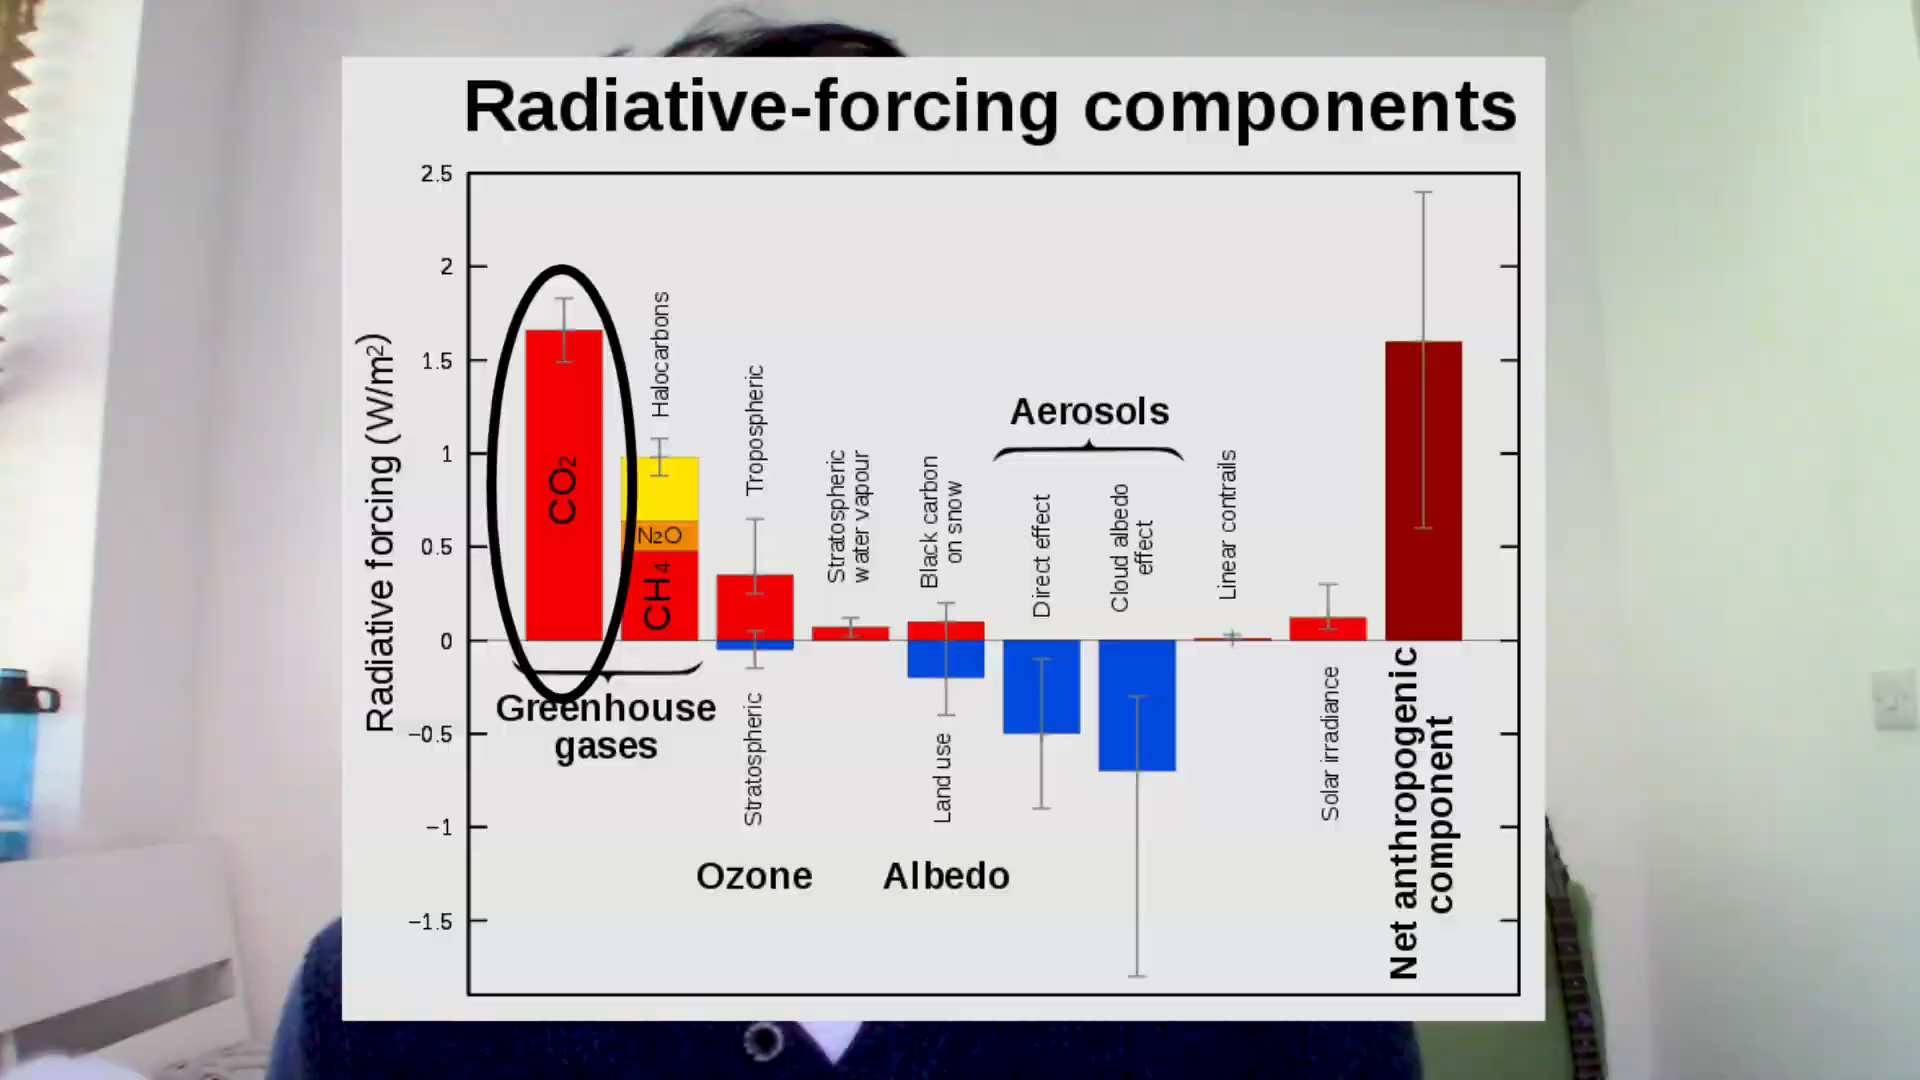 Radiative-forcing components
Radiative forcing (W/m²)
2.5
2
1.5
1
0.5
0
−0.5
−1
−1.5
CO₂
Halocarbons
N₂O
CH₄
Greenhouse
gases
Tropospheric
Stratospheric
Ozone
Stratospheric
water vapour
Black carbon
on snow
Land use
Albedo
Aerosols
Direct effect
Cloud albedo
effect
Linear contrails
Solar irradiance
Net anthropogenic
component